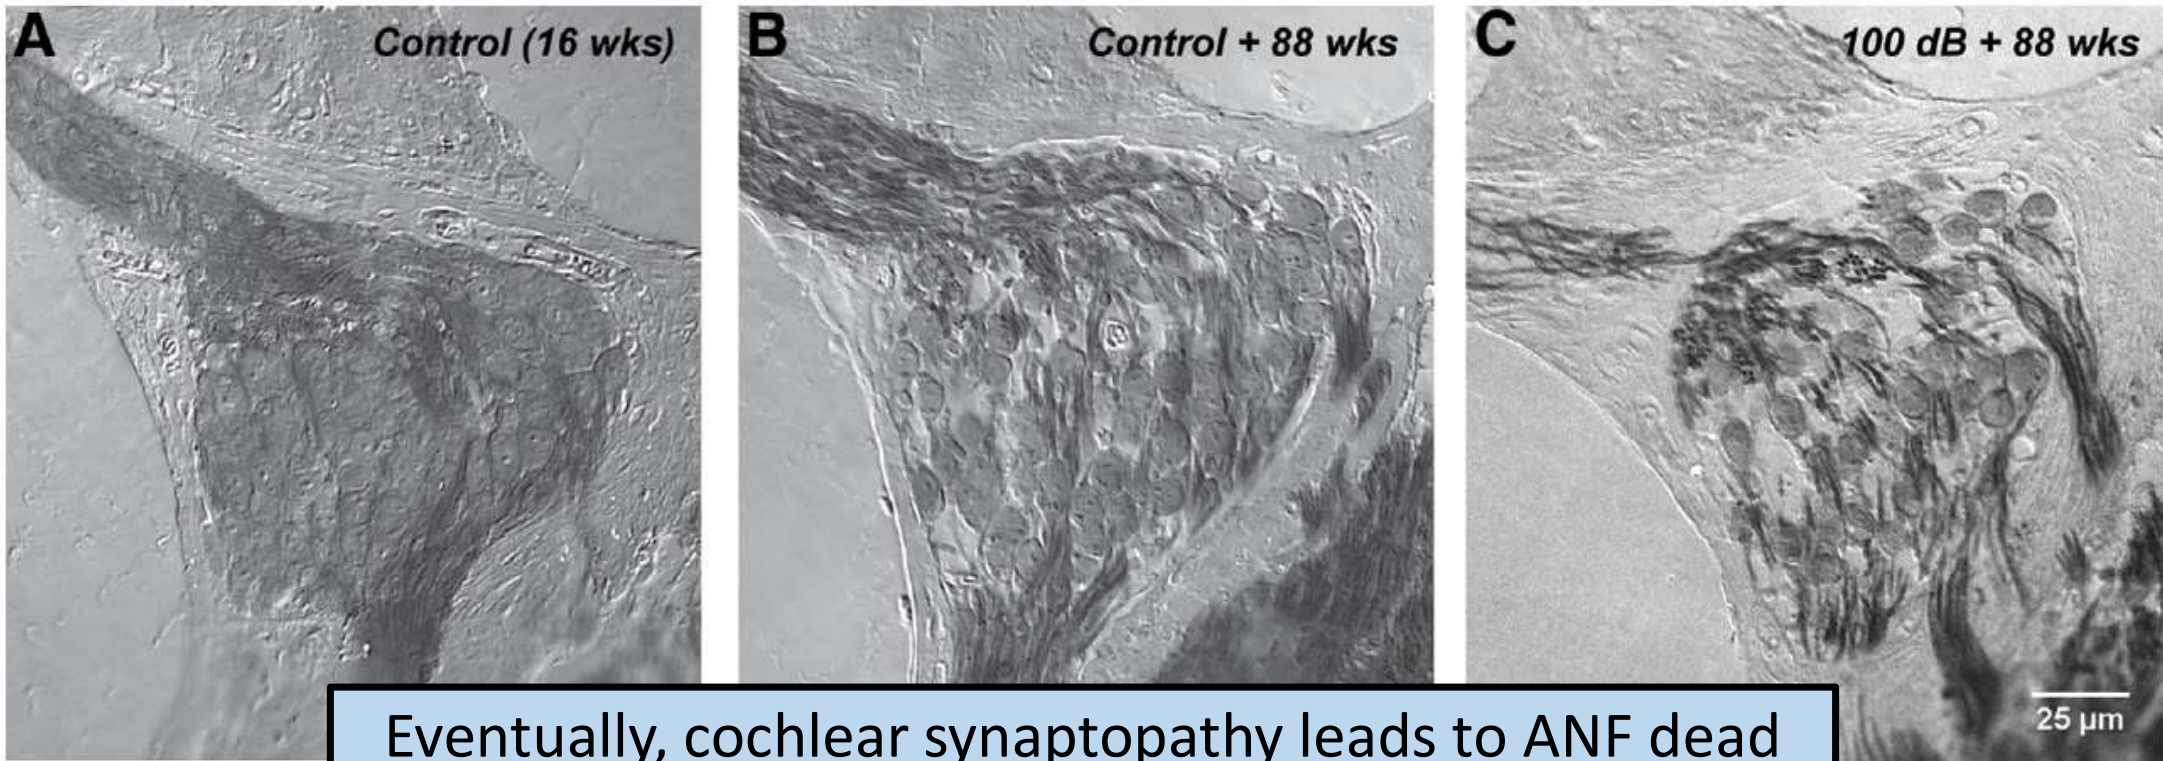 A
Control (16 wks)
B
Control + 88 wks
C
100 dB + 88 wks
25 µm
Eventually, cochlear synaptopathy leads to ANF dead